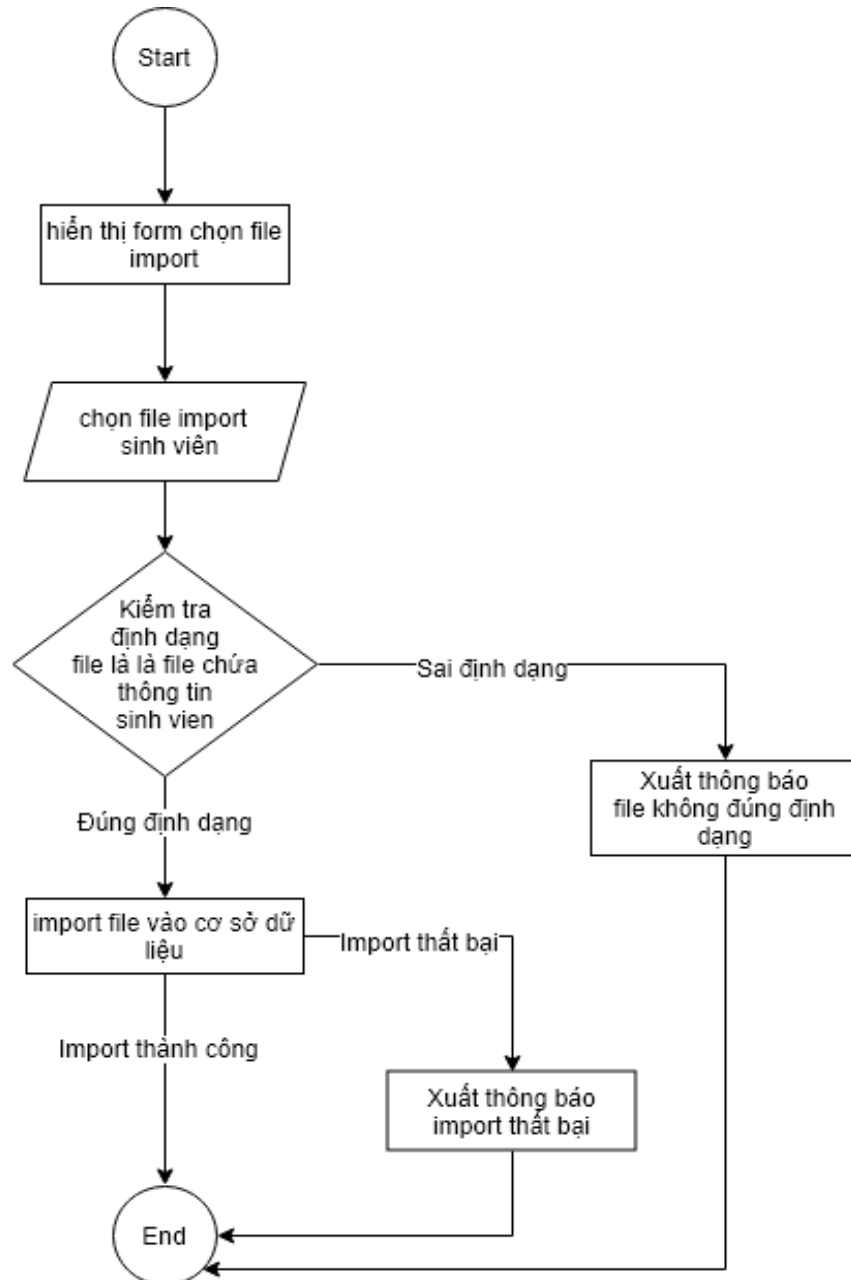 Start
hiển thị form chọn file
import
chọn file import
sinh viên
Kiểm tra
định dạng
file là là file chứa
thông tin
sinh vien
Sai định dạng
Xuất thông báo
file không đúng định
dạng
Đúng định dạng
import file vào cơ sở dữ
liệu
Import thất bại
Import thành công
Xuất thông báo
import thất bại
End